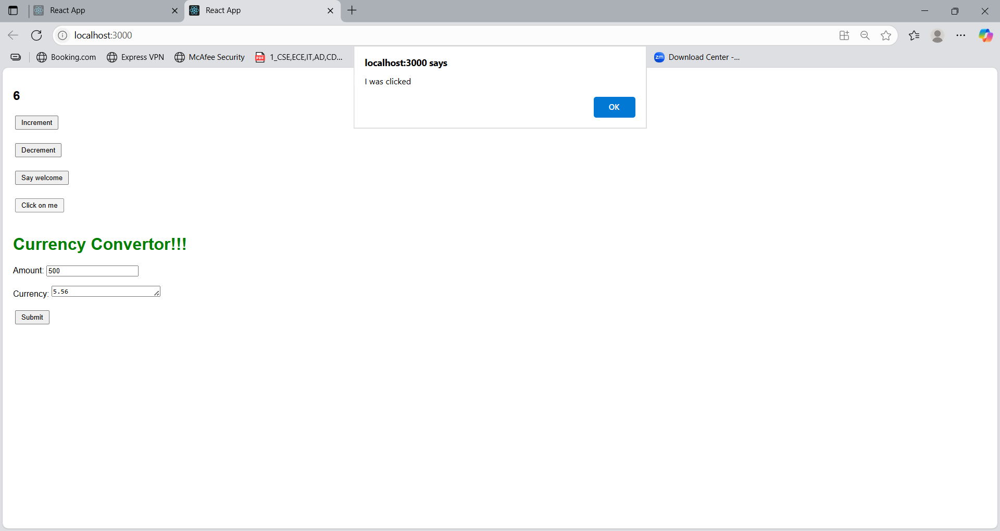 React App
React App
localhost:3000
Booking.com
Express VPN
McAfee Security
PDF
1_CSE,ECE,IT,AD,CD...
zm
Download Center -...
localhost:3000 says
I was clicked
OK
6
Increment
Decrement
Say welcome
Click on me
Currency Convertor!!!
Amount: 500
Currency: 5.56
Submit